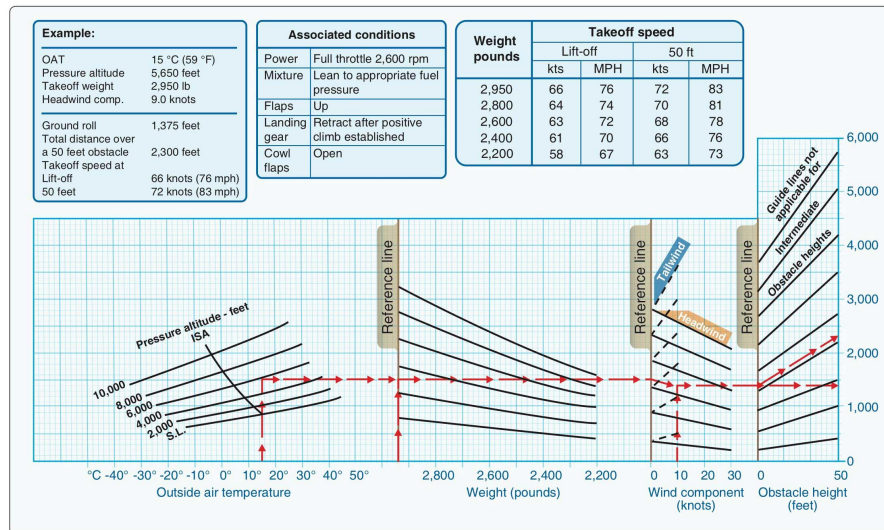 Example:
OAT 15 °C (59 °F)
Pressure altitude 5,650 feet
Takeoff weight 2,950 lb
Headwind comp. 9.0 knots
Ground roll 1,375 feet
Total distance over
a 50 feet obstacle 2,300 feet
Takeoff speed at
Lift-off 66 knots (76 mph)
50 feet 72 knots (83 mph)
Associated conditions
Power Full throttle 2,600 rpm
Mixture Lean to appropriate fuel
pressure
Flaps Up
Landing Retract after positive
gear climb established
Cowl Open
flaps
Weight
pounds
Takeoff speed
Lift-off 50 ft
kts MPH kts MPH
2,950 66 76 72 83
2,800 64 74 70 81
2,600 63 72 68 78
2,400 61 70 66 76
2,200 58 67 63 73
Pressure altitude - feet
ISA
10,000
8,000
6,000
4,000
2,000
S.L.
Reference line
Reference line
Tailwind
Headwind
Reference line
Guide lines not
applicable for
Intermediate
Obstacle heights
6,000
5,000
4,000
3,000
2,000
1,000
0
°C -40° -30° -20° -10° 0° 10° 20° 30° 40° 50°
Outside air temperature
2,800 2,600 2,400 2,200
Weight (pounds)
0 10 20 30
Wind component
(knots)
0 50
Obstacle height
(feet)